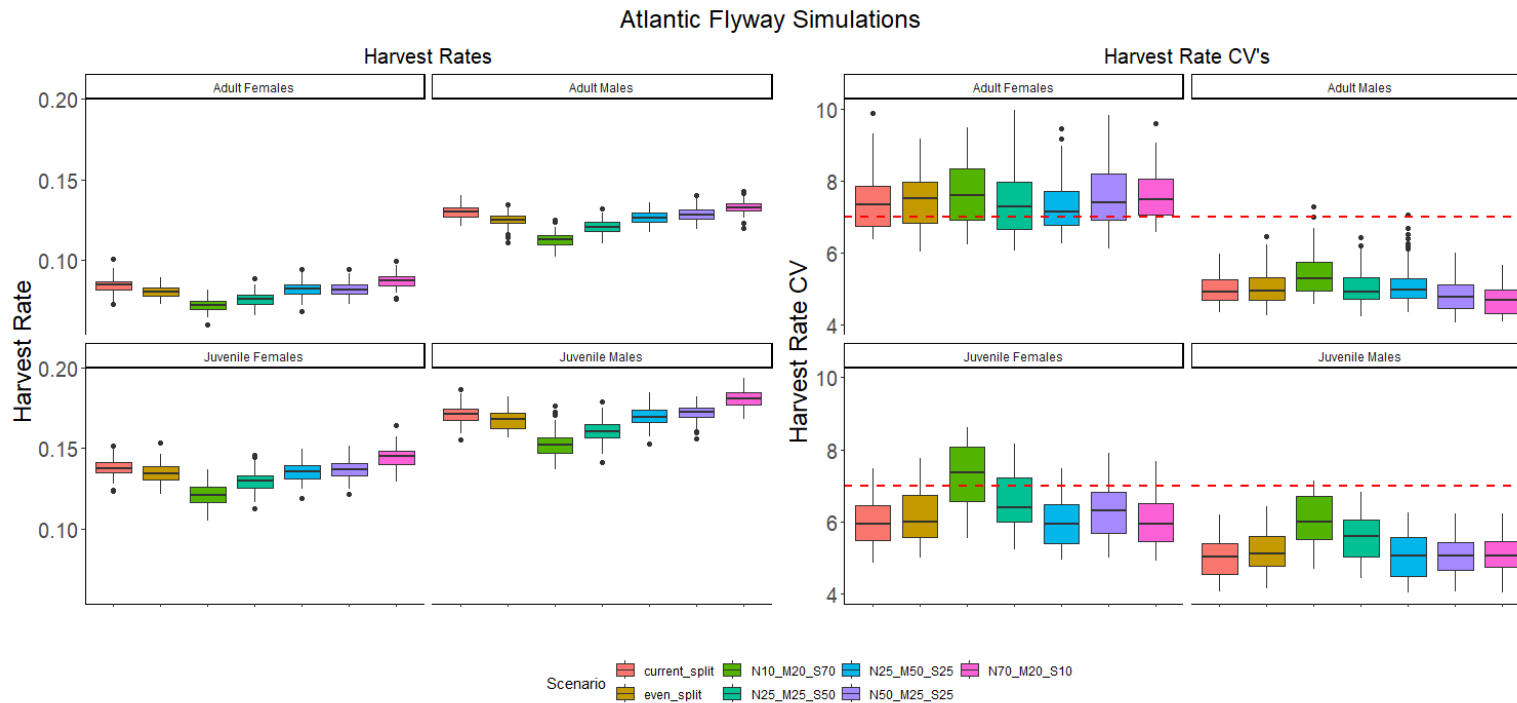 Atlantic Flyway Simulations
Harvest Rates
Harvest Rate CV's
Adult Females
Adult Males
Adult Females
Adult Males
0.20
0.15
0.10
10
8
6
4
Juvenile Females
Juvenile Males
Juvenile Females
Juvenile Males
0.20
0.15
0.10
10
8
6
4
Harvest Rate
Harvest Rate CV
Scenario
current_split
N10_M20_S70
N25_M50_S25
N70_M20_S10
even_split
N25_M25_S50
N50_M25_S25